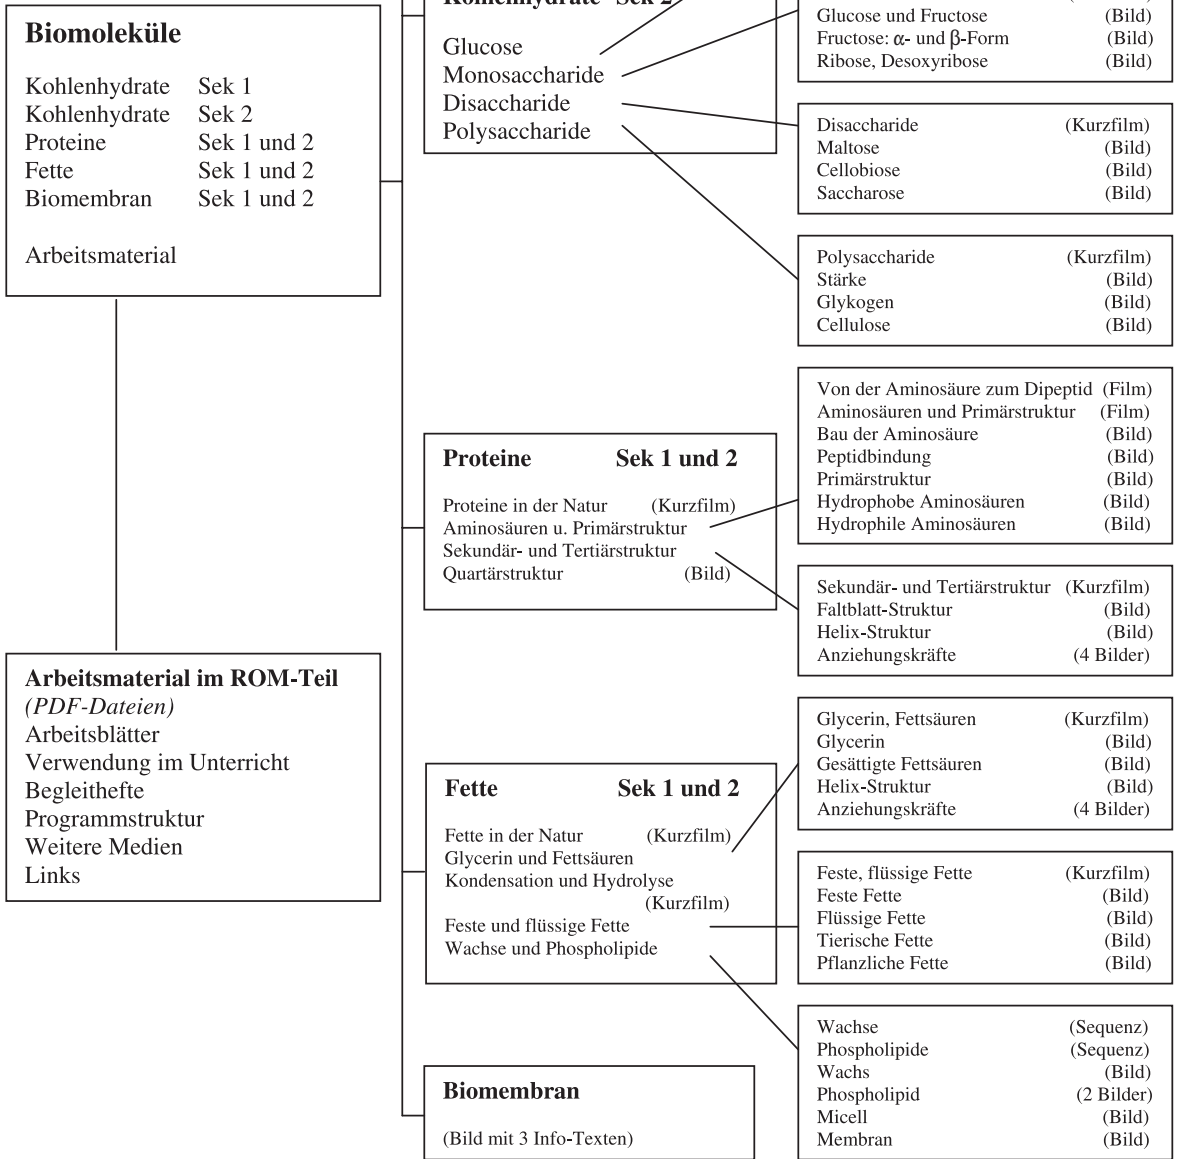 Biomoleküle
Kohlenhydrate Sek 1
Kohlenhydrate Sek 2
Proteine Sek 1 und 2
Fette Sek 1 und 2
Biomembran Sek 1 und 2
Arbeitsmaterial
Arbeitsmaterial im ROM-Teil
(PDF-Dateien)
Arbeitsblätter
Verwendung im Unterricht
Begleithefte
Programmstruktur
Weitere Medien
Links
Kohlenhydrate Sek 2
Glucose
Monosaccharide
Disaccharide
Polysaccharide
Proteine Sek 1 und 2
Proteine in der Natur (Kurzfilm)
Aminosäuren u. Primärstruktur
Sekundär- und Tertiärstruktur
Quartärstruktur (Bild)
Fette Sek 1 und 2
Fette in der Natur (Kurzfilm)
Glycerin und Fettsäuren
Kondensation und Hydrolyse
(Kurzfilm)
Feste und flüssige Fette
Wachse und Phospholipide
Biomembran
(Bild mit 3 Info-Texten)
Glucose und Fructose (Bild)
Fructose: α- und β-Form (Bild)
Ribose, Desoxyribose (Bild)
Disaccharide (Kurzfilm)
Maltose (Bild)
Cellobiose (Bild)
Saccharose (Bild)
Polysaccharide (Kurzfilm)
Stärke (Bild)
Glykogen (Bild)
Cellulose (Bild)
Von der Aminosäure zum Dipeptid (Film)
Aminosäuren und Primärstruktur (Film)
Bau der Aminosäure (Bild)
Peptidbindung (Bild)
Primärstruktur (Bild)
Hydrophobe Aminosäuren (Bild)
Hydrophile Aminosäuren (Bild)
Sekundär- und Tertiärstruktur (Kurzfilm)
Faltblatt-Struktur (Bild)
Helix-Struktur (Bild)
Anziehungskräfte (4 Bilder)
Glycerin, Fettsäuren (Kurzfilm)
Glycerin (Bild)
Gesättigte Fettsäuren (Bild)
Helix-Struktur (Bild)
Anziehungskräfte (4 Bilder)
Feste, flüssige Fette (Kurzfilm)
Feste Fette (Bild)
Flüssige Fette (Bild)
Tierische Fette (Bild)
Pflanzliche Fette (Bild)
Wachse (Sequenz)
Phospholipide (Sequenz)
Wachs (Bild)
Phospholipid (2 Bilder)
Micell (Bild)
Membran (Bild)